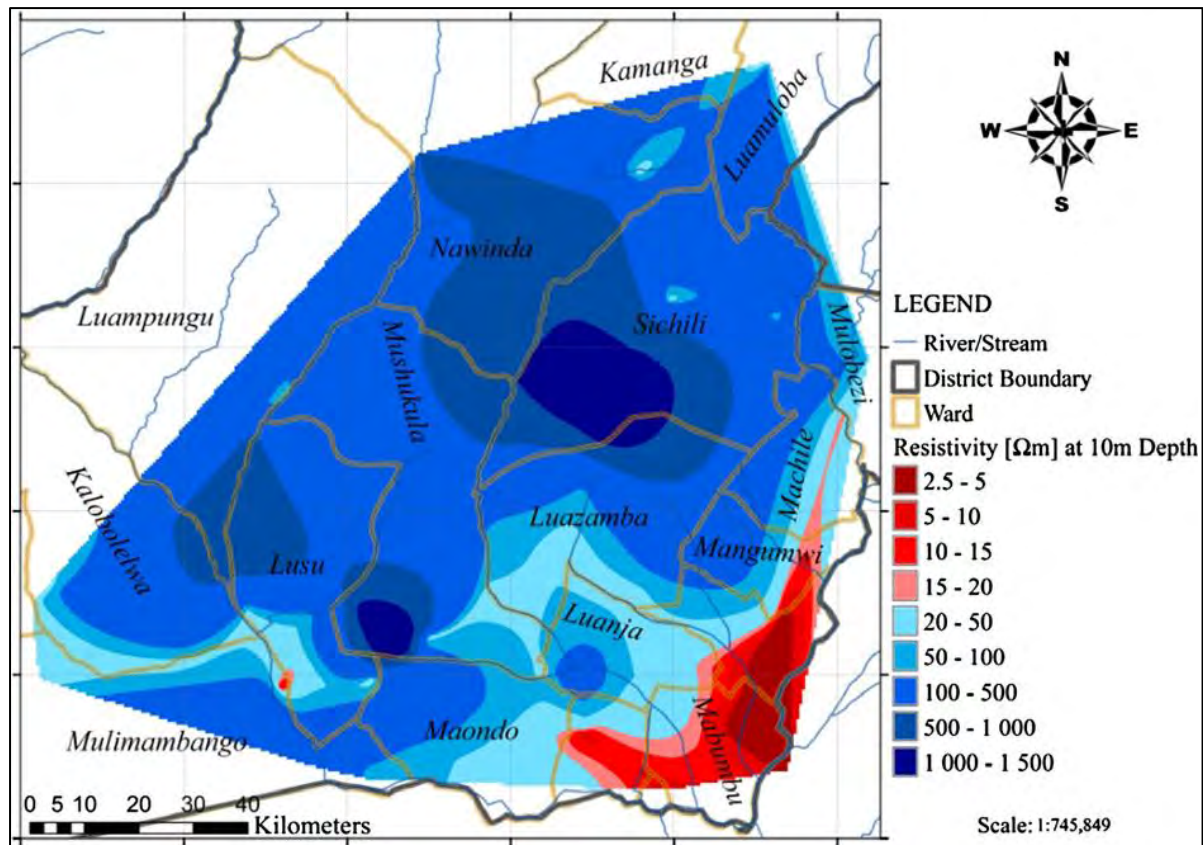 Kamanga
Luamuloba
Nawinda
Luampungu
Sichili
Mushukula
Mulobezi
Machile
Kalobolelwa
Luazamba
Mangumwi
Lusu
Luanja
Mabumbu
Maondo
Mulimambango
0 5 10 20 30 40
Kilometers
N
W E
S
LEGEND
River/Stream
District Boundary
Ward
Resistivity [Ωm] at 10m Depth
2.5 - 5
5 - 10
10 - 15
15 - 20
20 - 50
50 - 100
100 - 500
500 - 1 000
1 000 - 1 500
Scale: 1:745,849